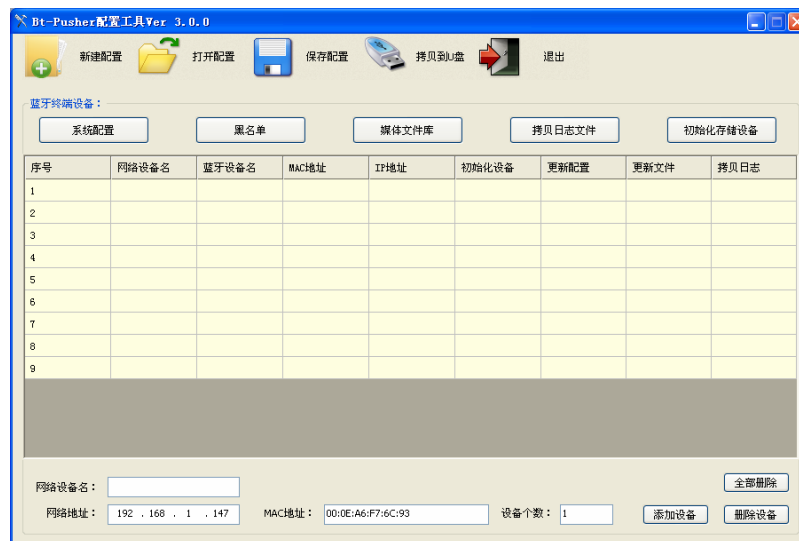 Bt-Pusher配置工具Ver 3.0.0
新建配置 打开配置 保存配置 拷贝到U盘 退出
蓝牙终端设备：
系统配置 黑名单 媒体文件库 拷贝日志文件 初始化存储设备
序号 网络设备名 蓝牙设备名 MAC地址 IP地址 初始化设备 更新配置 更新文件 拷贝日志
1
2
3
4
5
6
7
8
9
网络设备名： 全部删除
网络地址： 192 . 168 . 1 . 147 MAC地址： 00:0E:A6:F7:6C:93 设备个数： 1 添加设备 删除设备